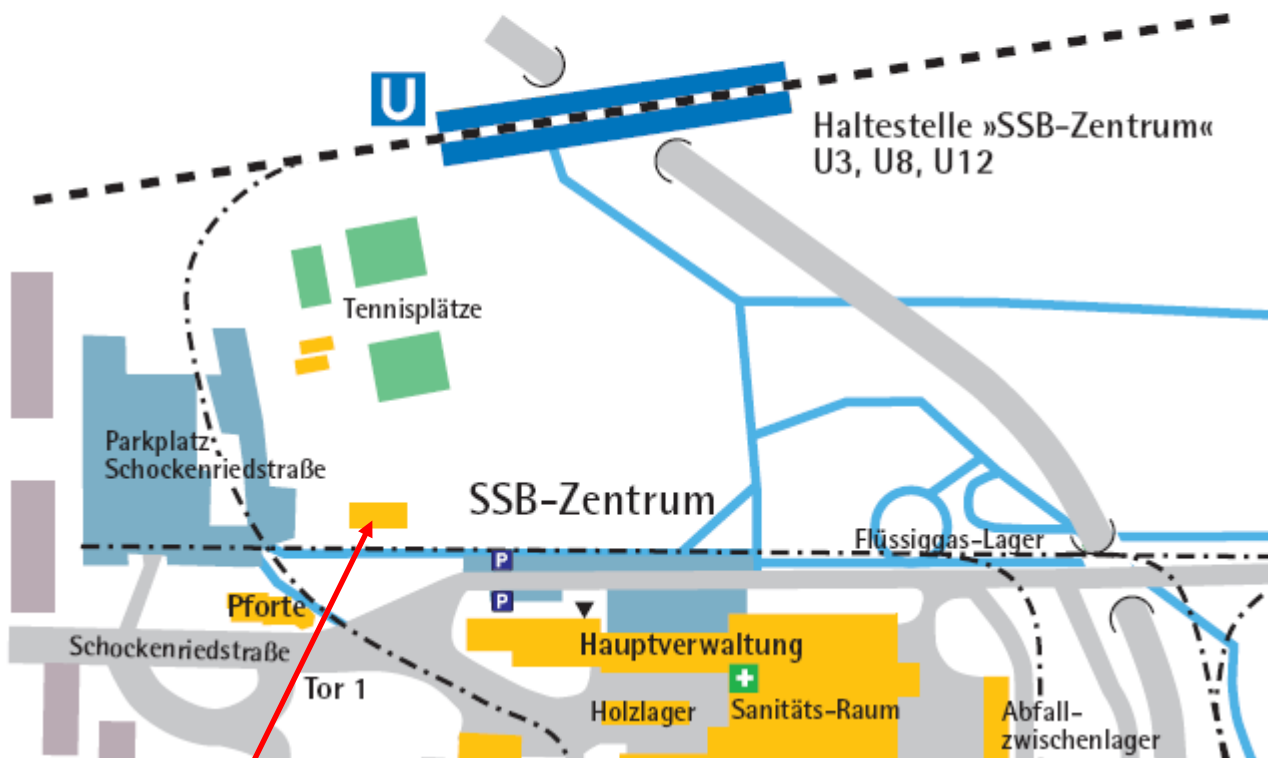 U
Haltestelle »SSB-Zentrum«
U3, U8, U12
Tennisplätze
Parkplatz
Schockenriedstraße
SSB-Zentrum
Flüssiggas-Lager
P
P
Pforte
Schockenriedstraße
Hauptverwaltung
Tor 1
Holzlager
Sanitäts-Raum
Abfall-
zwischenlager